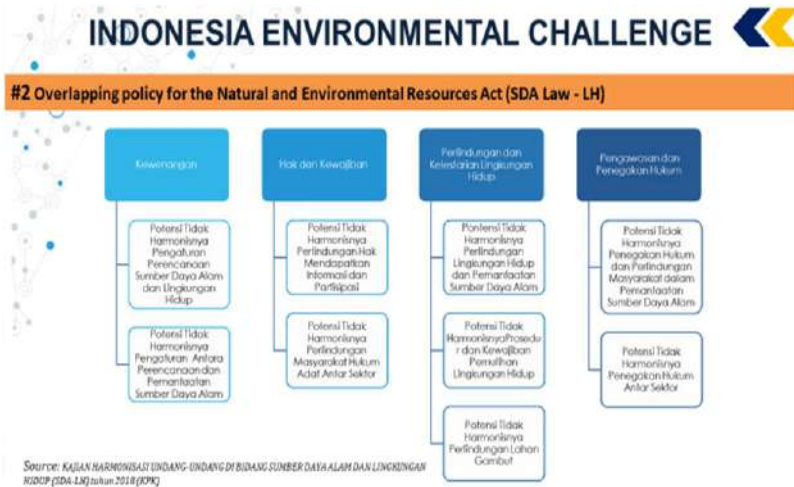 INDONESIA ENVIRONMENTAL CHALLENGE
#2 Overlapping policy for the Natural and Environmental Resources Act (SDA Law - LH)
Kewenangan
Potensi Tidak
Harmonisnya
Pengaturan
Perencanaan
Sumber Daya Alam
dan Lingkungan
Hidup
Potensi Tidak
Harmonisnya
Pengaturan Antara
Perencanaan dan
Pemanfaatan
Sumber Daya Alam
Hak dan Kewajiban
Potensi Tidak
Harmonisnya
Perlindungan Hak
Mendapatkan
Informasi dan
Partisipasi
Potensi Tidak
Harmonisnya
Perlindungan
Masyarakat Hukum
Adat Antar Sektor
Perlindungan dan
Kelestarian Lingkungan
Hidup
Pontensi Tidak
Harmonisnya
Perlindungan
Lingkungan Hidup
dan Pemanfaatan
Sumber Daya Alam
Potensi Tidak
HarmonisnyaProsedu
r dan Kewajiban
Pemulihan
Lingkungan Hidup
Potensi Tidak
Harmonisnya
Perlindungan Lahan
Gambut
Pengawasan dan
Penegakan Hukum
Potensi Tidak
Harmonisnya
Penegakan Hukum
dan Perlindungan
Masyarakat dalam
Pemanfaatan
Sumber Daya Alam
Potensi Tidak
Harmonisnya
Penegakan Hukum
Antar Sektor
Source: KAJIAN HARMONISASI UNDANG-UNDANG DI BIDANG SUMBER DAYA ALAM DAN LINGKUNGAN
HIDUP (SDA-LH) tahun 2018 (KPK)